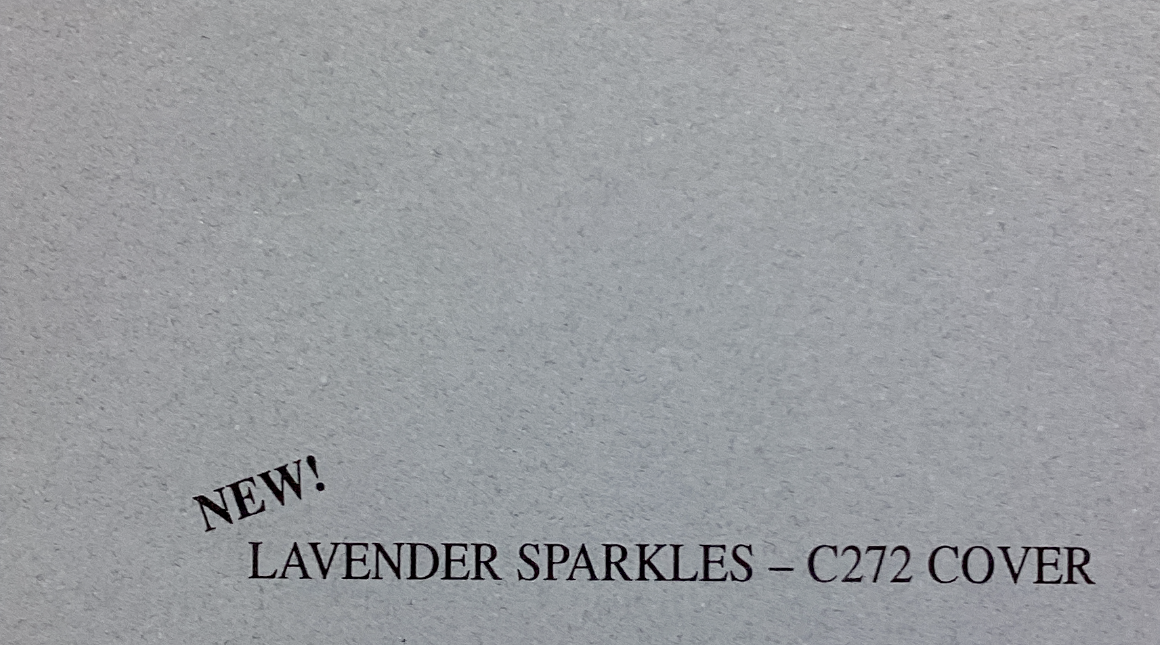 NEW!
LAVENDER SPARKLES – C272 COVER